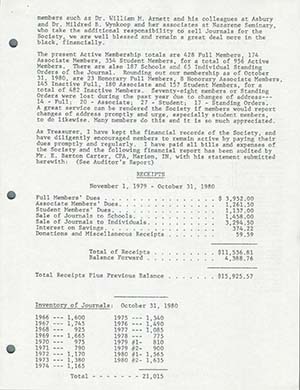 members such as Dr. William M. Arnett and his colleagues at Asbury
and Dr. Mildred B. Wynkoop and her associates at Nazarene Seminary,
who take the additional responsibility to sell Journals for the
Society, we are well blessed and remain a great deal more in the
black, financially.
The present Active Membership totals are 428 Full Members, 174
Associate Members, 354 Student Members, for a total of 956 Active
Members. There are also 187 Schools and 65 Individual Standing
Orders of the Journal. Rounding out our membership as of October
31, 1980, are 23 Honorary Full Members, 8 Honorary Associate Members,
145 Inactive Full, 180 Associate and 157 Student Members, for a
total of 482 Inactive Members. Seventy-eight members or Standing
Orders were lost during the past year due to changes of address--
14 - Full; 20 - Associate; 27 - Student; 17 - Standing Orders.
A great service can be rendered the Society if members would report
changes of address promptly and urge, especially student members,
to do likewise. Many members do this and it is so much appreciated.
As Treasurer, I have kept the financial records of the Society, and
have diligently encouraged members to remain active by paying their
dues promptly and regularly. I have paid all bills and expenses of
the Society and the following financial report has been audited by
Mr. E. Saxton Carter, CPA, Marion, IN, with his statement submitted
herewith: (See Auditor's Report)
RECEIPTS
November 1, 1979 - October 31, 1980
Full Members' Dues. . . . . . . . . . . . . $ 3,952.00
Associate Members' Dues. . . . . . . . . . . 1,261.50
Student Members' Dues. . . . . . . . . . . . 1,137.00
Sale of Journals to Schools. . . . . . . . . 1,458.00
Sale of Journals to Individuals. . . . . . . 3,294.50
Interest on Savings. . . . . . . . . . . . . 374.22
Donations and Miscellaneous Receipts . . . . 59.59
Total of Receipts . . . . . . . . . $11,536.81
Balance Forward . . . . . . . . . . 4,388.76
Total Receipts Plus Previous Balance . . . . $15,925.57
Inventory of Journals: October 31, 1980
1966 --- 1,600 1975 --- 1,540
1967 --- 1,745 1976 --- 1,490
1968 --- 925 1977 --- 1,085
1969 --- 1,665 1978 --- 775
1970 --- 975 1979 #1- 810
1971 --- 790 1979 #2- 900
1972 --- 1,170 1980 #1- 1,565
1973 --- 1,380 1980 #2- 1,635
1974 --- 1,165
Total - - - - - - - 21,015